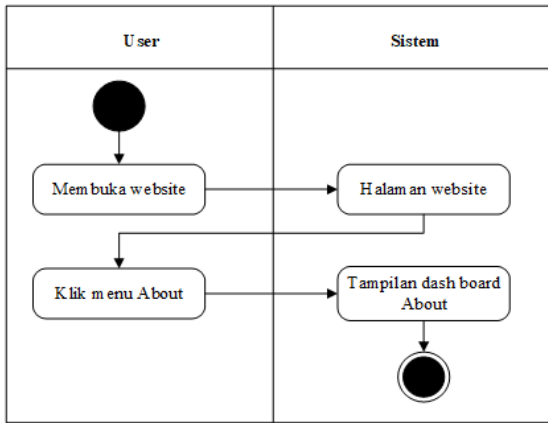 User
Sistem
Membuka website
Halaman website
Klik menu About
Tampilan dash board
About